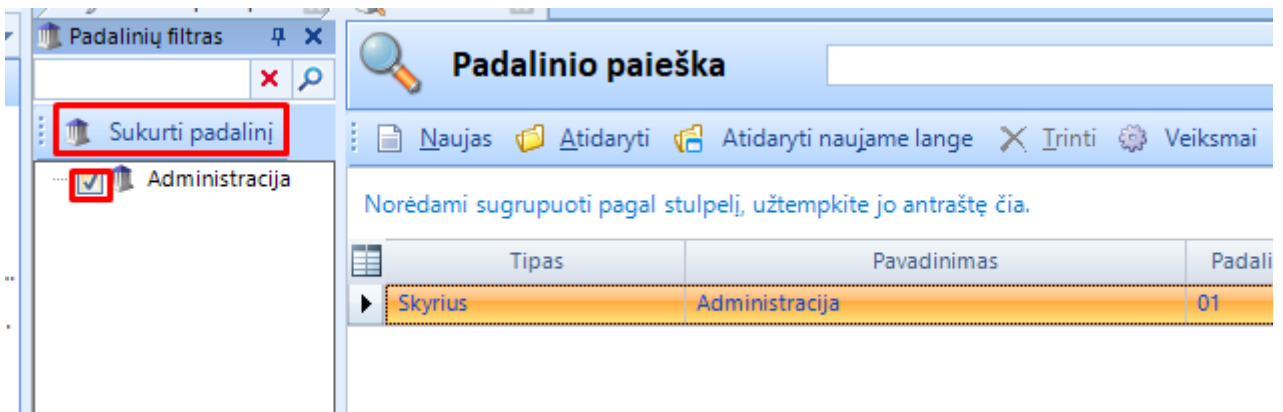 Padalinių filtras
Sukurti padalinį
Administracija
Padalinio paieška
Naujas Atidaryti Atidaryti naujame lange Trinti Veiksmai
Norėdami sugrupuoti pagal stulpelį, užtempkite jo antraštę čia.
Tipas Pavadinimas Padali
Skyrius Administracija 01